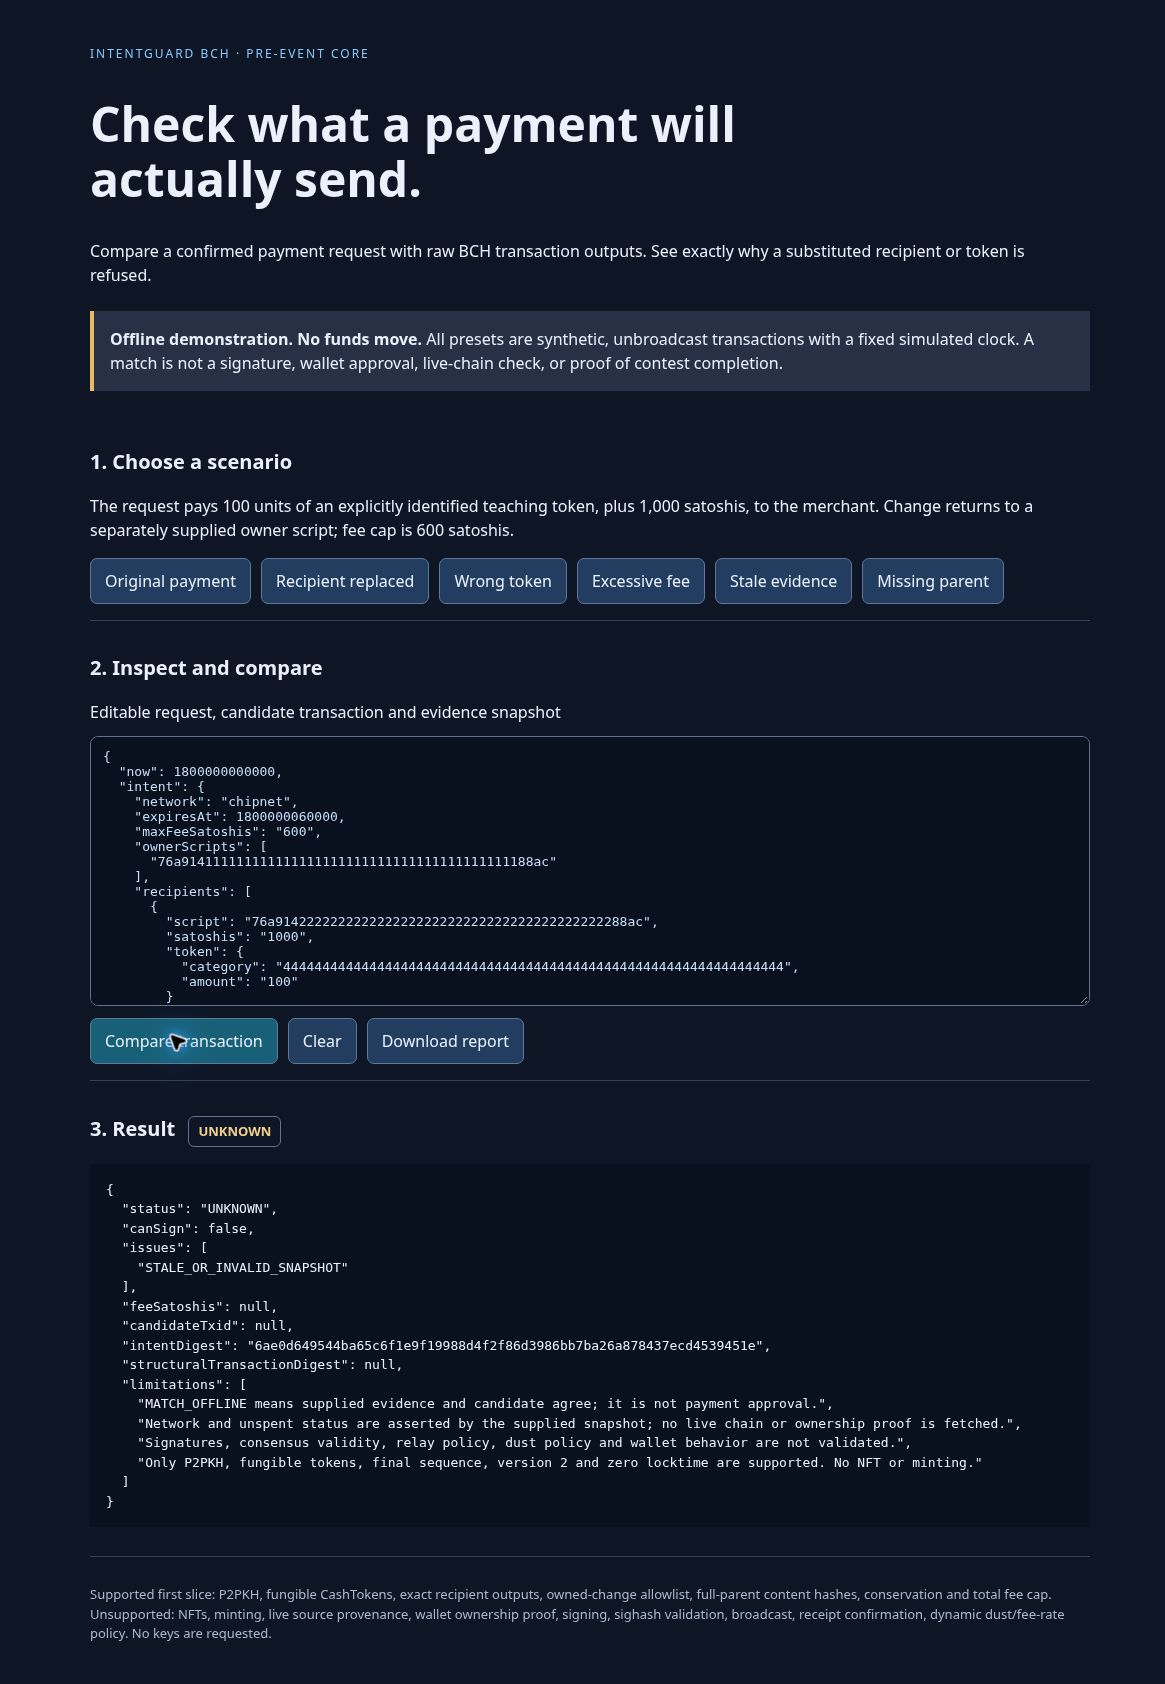 INTENTGUARD BCH · PRE-EVENT CORE
Check what a payment will
actually send.
Compare a confirmed payment request with raw BCH transaction outputs. See exactly why a substituted recipient or token is
refused.
Offline demonstration. No funds move. All presets are synthetic, unbroadcast transactions with a fixed simulated clock. A
match is not a signature, wallet approval, live-chain check, or proof of contest completion.
1. Choose a scenario
The request pays 100 units of an explicitly identified teaching token, plus 1,000 satoshis, to the merchant. Change returns to a
separately supplied owner script; fee cap is 600 satoshis.
Original payment Recipient replaced Wrong token Excessive fee Stale evidence Missing parent
2. Inspect and compare
Editable request, candidate transaction and evidence snapshot
{
"now": 1800000000000,
"intent": {
"network": "chipnet",
"expiresAt": 1800000060000,
"maxFeeSatoshis": "600",
"ownerScripts": [
"76a914111111111111111111111111111111111111111188ac"
],
"recipients": [
{
"script": "76a914222222222222222222222222222222222222222288ac",
"satoshis": "1000",
"token": {
"category": "4444444444444444444444444444444444444444444444444444444444444444",
"amount": "100"
}
Compare transaction Clear Download report
3. Result UNKNOWN
{
"status": "UNKNOWN",
"canSign": false,
"issues": [
"STALE_OR_INVALID_SNAPSHOT"
],
"feeSatoshis": null,
"candidateTxid": null,
"intentDigest": "6ae0d649544ba65c6f1e9f19988d4f2f86d3986bb7ba26a878437ecd4539451e",
"structuralTransactionDigest": null,
"limitations": [
"MATCH_OFFLINE means supplied evidence and candidate agree; it is not payment approval.",
"Network and unspent status are asserted by the supplied snapshot; no live chain or ownership proof is fetched.",
"Signatures, consensus validity, relay policy, dust policy and wallet behavior are not validated.",
"Only P2PKH, fungible tokens, final sequence, version 2 and zero locktime are supported. No NFT or minting."
]
}
Supported first slice: P2PKH, fungible CashTokens, exact recipient outputs, owned-change allowlist, full-parent content hashes, conservation and total fee cap.
Unsupported: NFTs, minting, live source provenance, wallet ownership proof, signing, sighash validation, broadcast, receipt confirmation, dynamic dust/fee-rate
policy. No keys are requested.